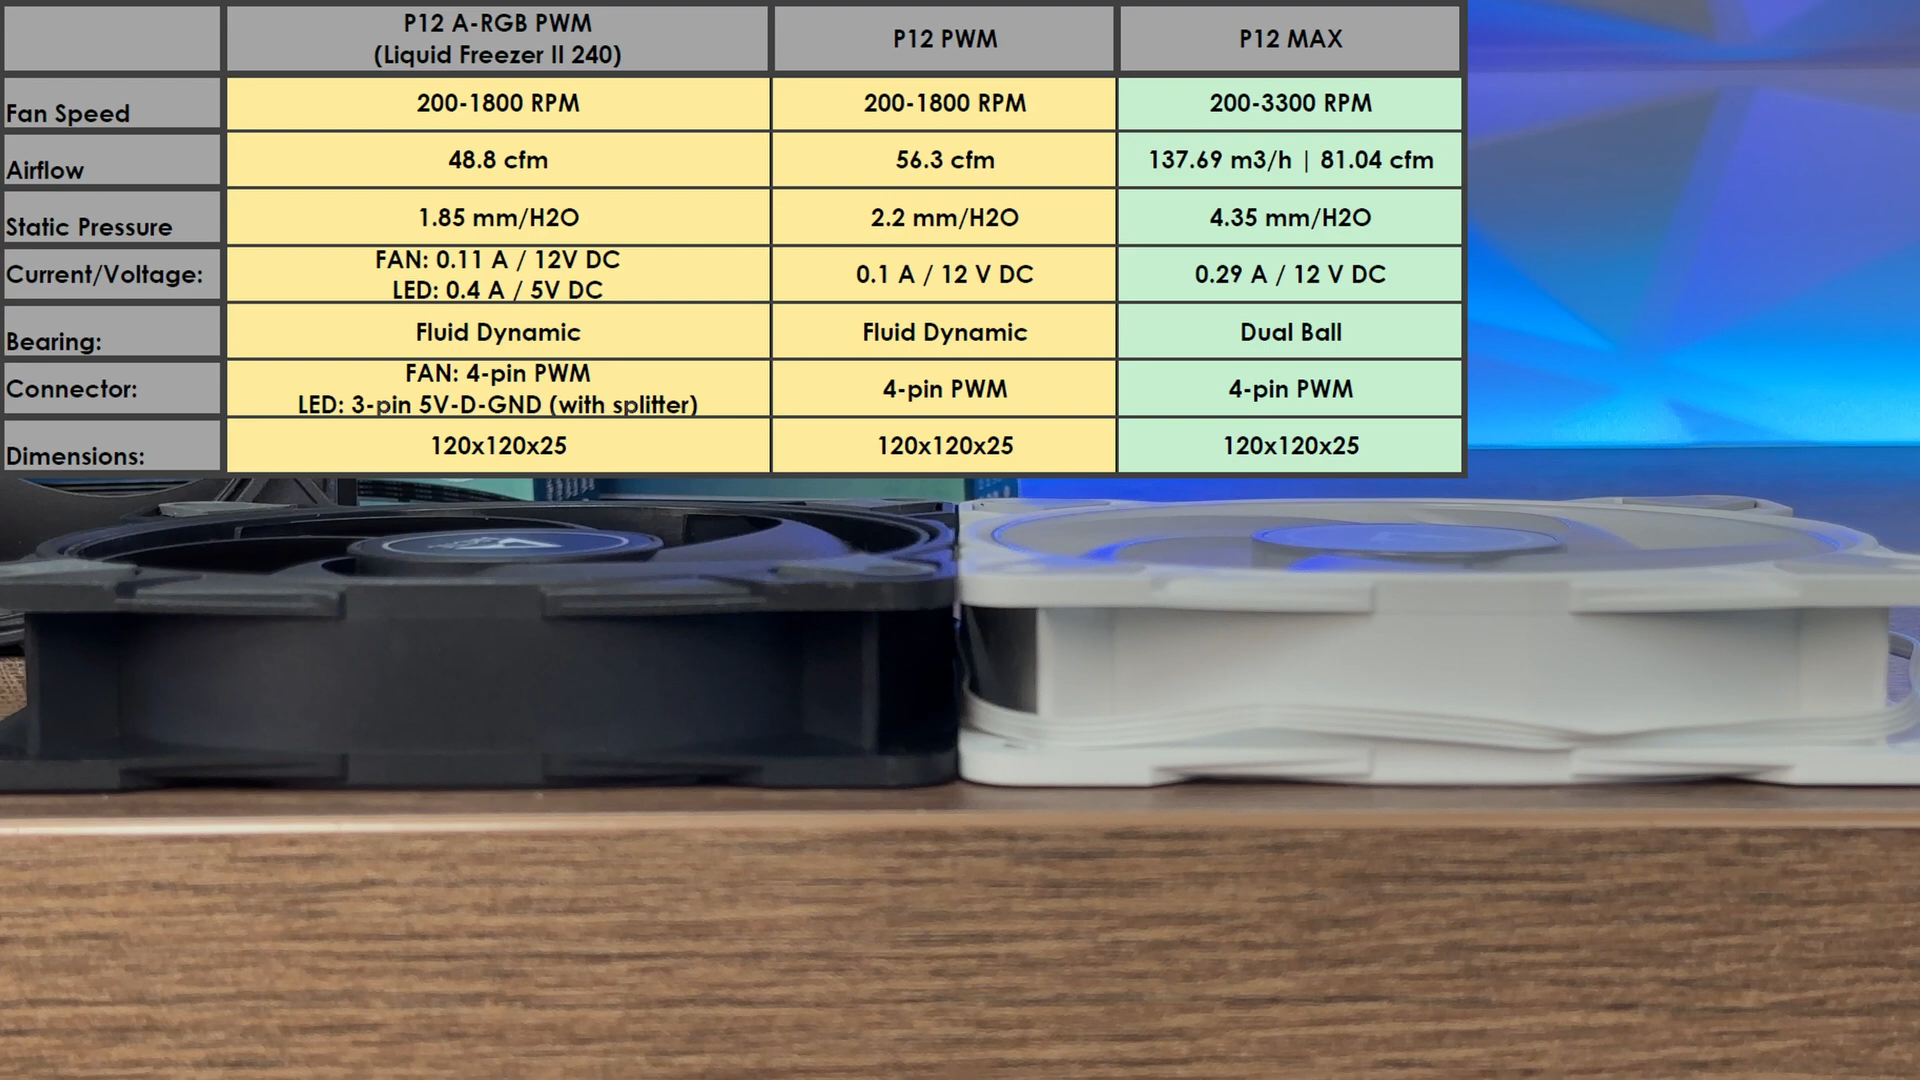 P12 A-RGB PWM
(Liquid Freezer II 240)
P12 PWM
P12 MAX
Fan Speed
200-1800 RPM
200-1800 RPM
200-3300 RPM
Airflow
48.8 cfm
56.3 cfm
137.69 m3/h | 81.04 cfm
Static Pressure
1.85 mm/H2O
2.2 mm/H2O
4.35 mm/H2O
Current/Voltage:
FAN: 0.11 A / 12V DC
LED: 0.4 A / 5V DC
0.1 A / 12 V DC
0.29 A / 12 V DC
Bearing:
Fluid Dynamic
Fluid Dynamic
Dual Ball
Connector:
FAN: 4-pin PWM
LED: 3-pin 5V-D-GND (with splitter)
4-pin PWM
4-pin PWM
Dimensions:
120x120x25
120x120x25
120x120x25